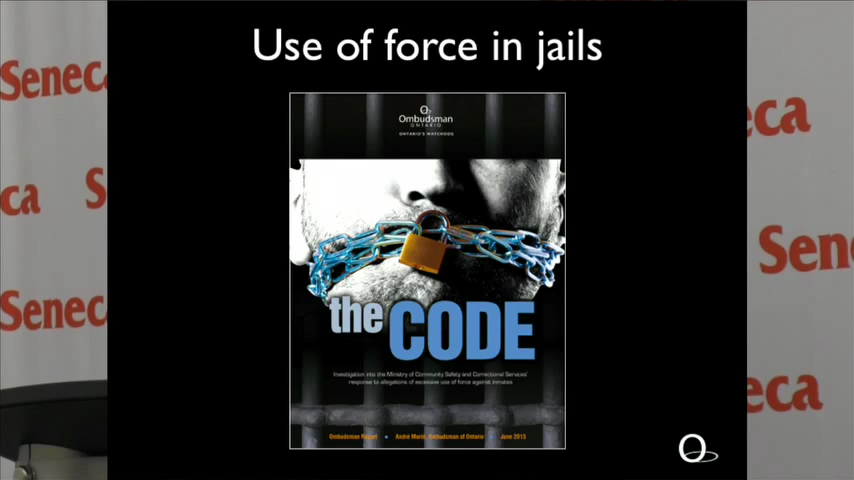 Use of force in jails
Seneca
Seneca
Seneca
ca
eca
Sen
eca
Ombudsman
ONTARIO
ONTARIO'S WATCHDOG
the CODE
Investigation into the Ministry of Community Safety and Correctional Services'
response to allegations of excessive use of force against inmates
Ombudsman Report • André Marin, Ombudsman of Ontario • June 2013